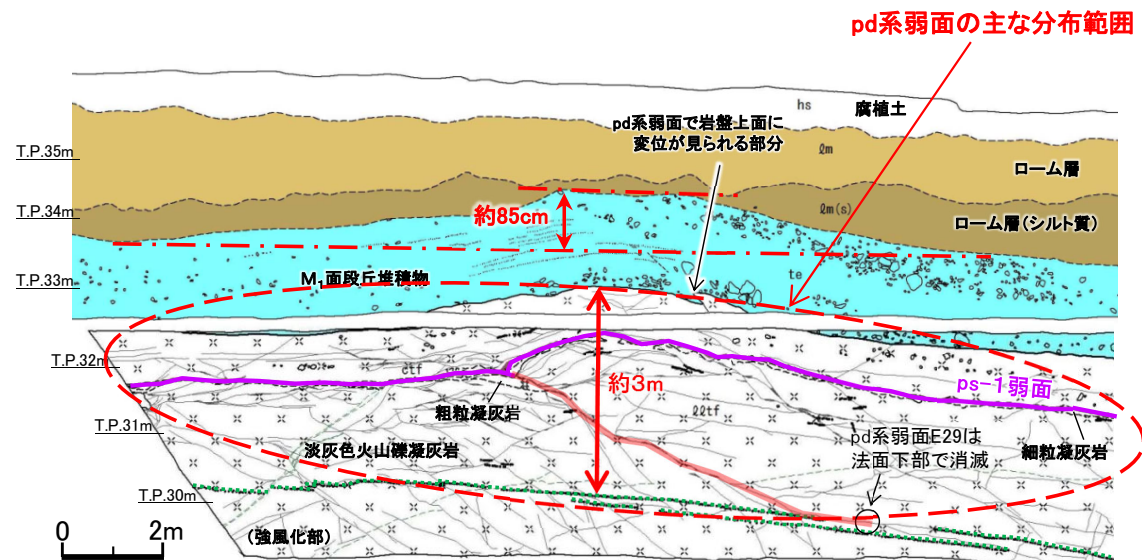 pd系弱面の主な分布範囲
hs
腐植土
pd系弱面で岩盤上面に
変位が見られる部分
T.P.35m
ℓm
ローム層
T.P.34m
約85cm
ℓm(s)
ローム層(シルト質)
T.P.33m
M₁面段丘堆積物
te
T.P.32m
ctf
約3m
ps-1弱面
粗粒凝灰岩
ℓℓtf
T.P.31m
淡灰色火山礫凝灰岩
pd系弱面E29は
法面下部で消滅
細粒凝灰岩
T.P.30m
(強風化部)
0 2m